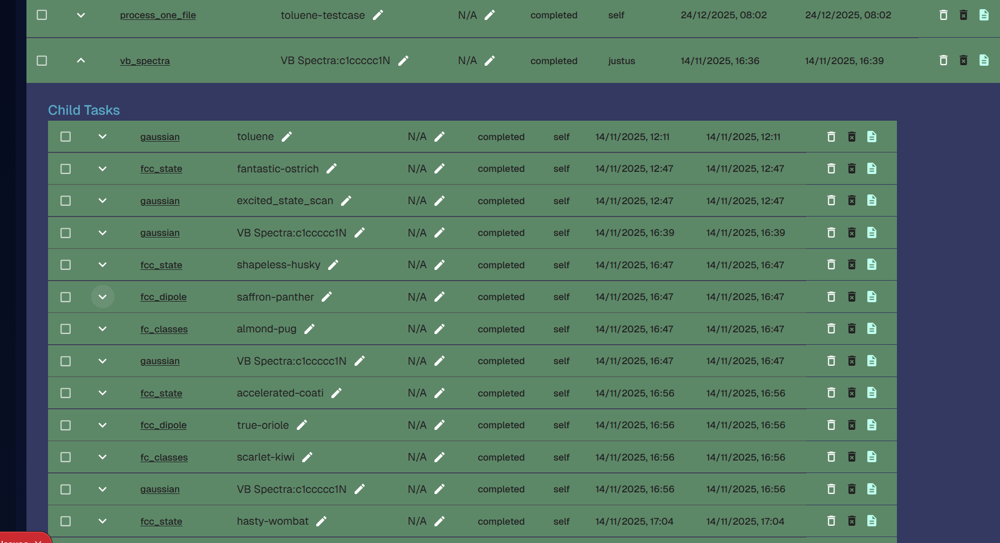 process_one_file toluene-testcase N/A completed self 24/12/2025, 08:02 24/12/2025, 08:02
vb_spectra VB Spectra:c1ccccc1N N/A completed justus 14/11/2025, 16:36 14/11/2025, 16:39
Child Tasks
gaussian toluene N/A completed self 14/11/2025, 12:11 14/11/2025, 12:11
fcc_state fantastic-ostrich N/A completed self 14/11/2025, 12:47 14/11/2025, 12:47
gaussian excited_state_scan N/A completed self 14/11/2025, 12:47 14/11/2025, 12:47
gaussian VB Spectra:c1ccccc1N N/A completed self 14/11/2025, 16:39 14/11/2025, 16:39
fcc_state shapeless-husky N/A completed self 14/11/2025, 16:47 14/11/2025, 16:47
fcc_dipole saffron-panther N/A completed self 14/11/2025, 16:47 14/11/2025, 16:47
fc_classes almond-pug N/A completed self 14/11/2025, 16:47 14/11/2025, 16:47
gaussian VB Spectra:c1ccccc1N N/A completed self 14/11/2025, 16:47 14/11/2025, 16:47
fcc_state accelerated-coati N/A completed self 14/11/2025, 16:56 14/11/2025, 16:56
fcc_dipole true-oriole N/A completed self 14/11/2025, 16:56 14/11/2025, 16:56
fc_classes scarlet-kiwi N/A completed self 14/11/2025, 16:56 14/11/2025, 16:56
gaussian VB Spectra:c1ccccc1N N/A completed self 14/11/2025, 16:56 14/11/2025, 16:56
fcc_state hasty-wombat N/A completed self 14/11/2025, 17:04 14/11/2025, 17:04